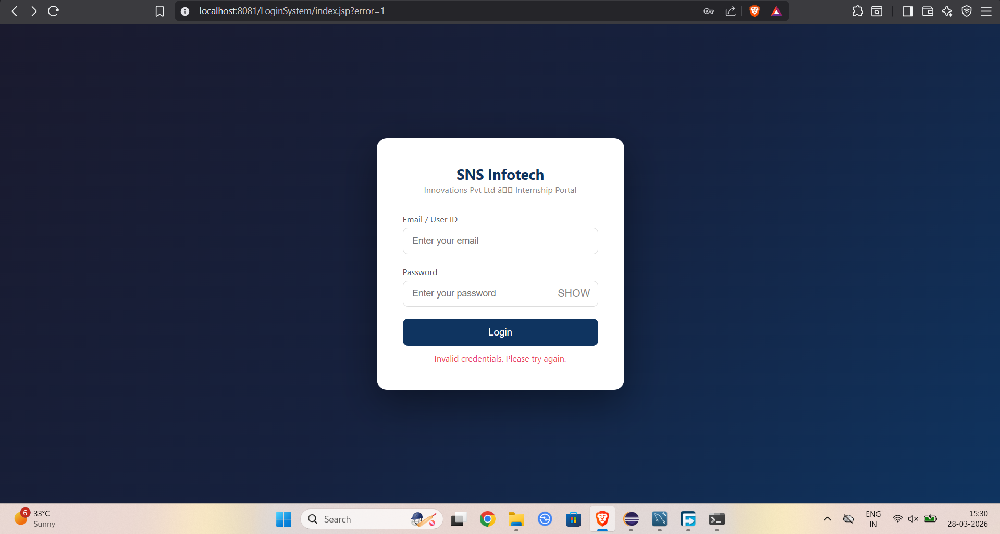 localhost:8081/LoginSystem/index.jsp?error=1
SNS Infotech
Innovations Pvt Ltd â Internship Portal
Email / User ID
Enter your email
Password
Enter your password SHOW
Login
Invalid credentials. Please try again.
6
33°C
Sunny
Search
ENG
IN
15:30
28-03-2026